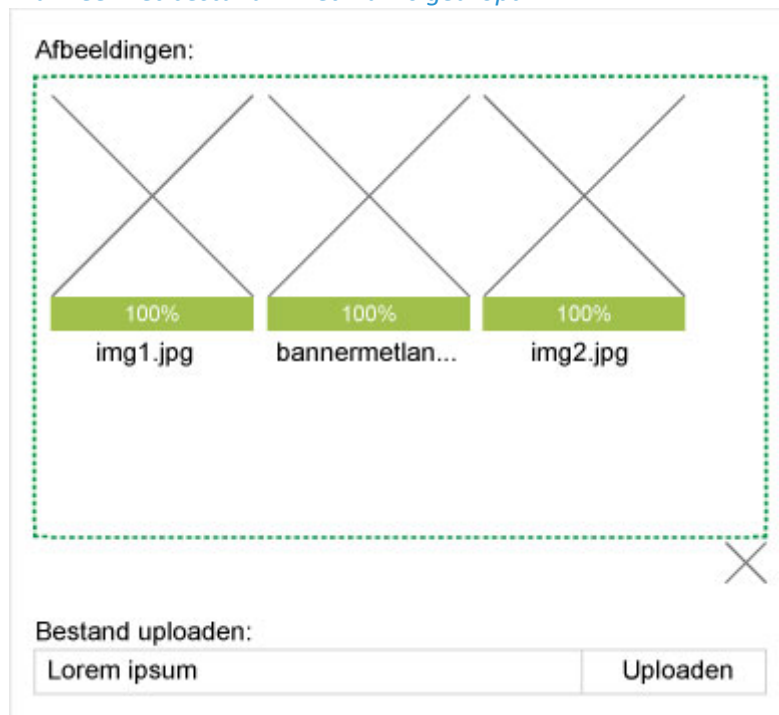 Afbeeldingen:
100% 100% 100%
img1.jpg bannermetlan... img2.jpg
Bestand uploaden:
Lorem ipsum Uploaden